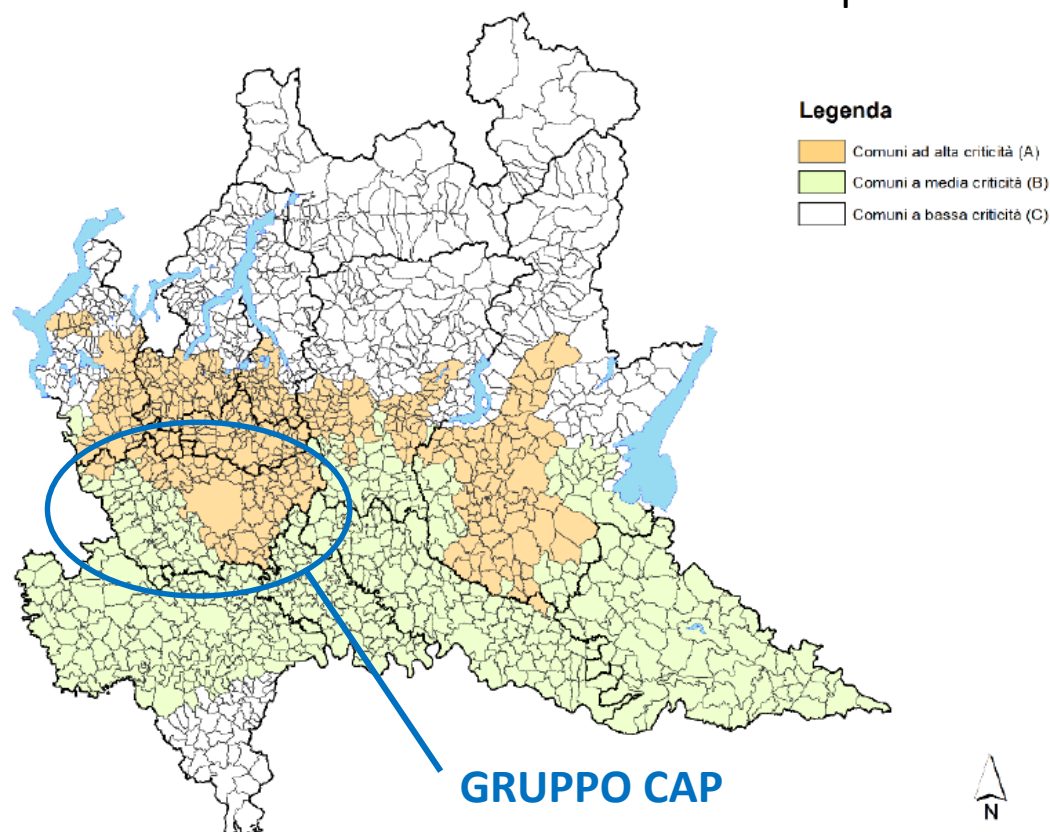 Legenda
Comuni ad alta criticità (A)
Comuni a media criticità (B)
Comuni a bassa criticità (C)
GRUPPO CAP
N